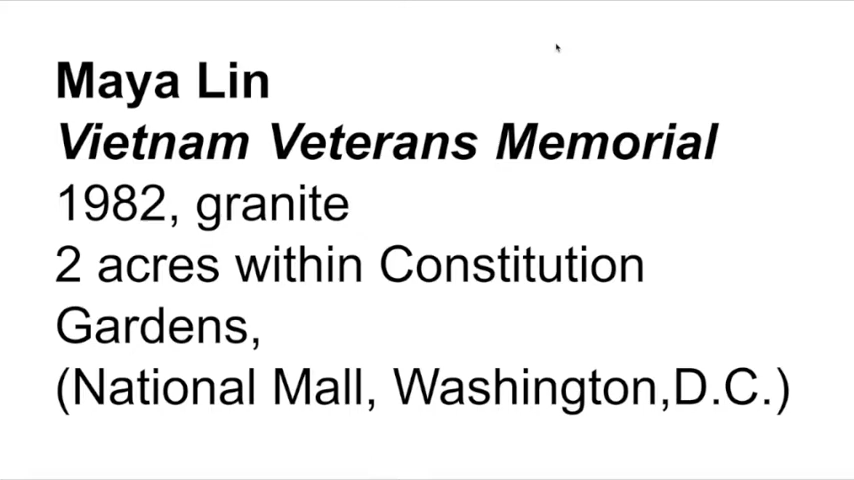 Maya Lin
Vietnam Veterans Memorial
1982, granite
2 acres within Constitution
Gardens,
(National Mall, Washington,D.C.)